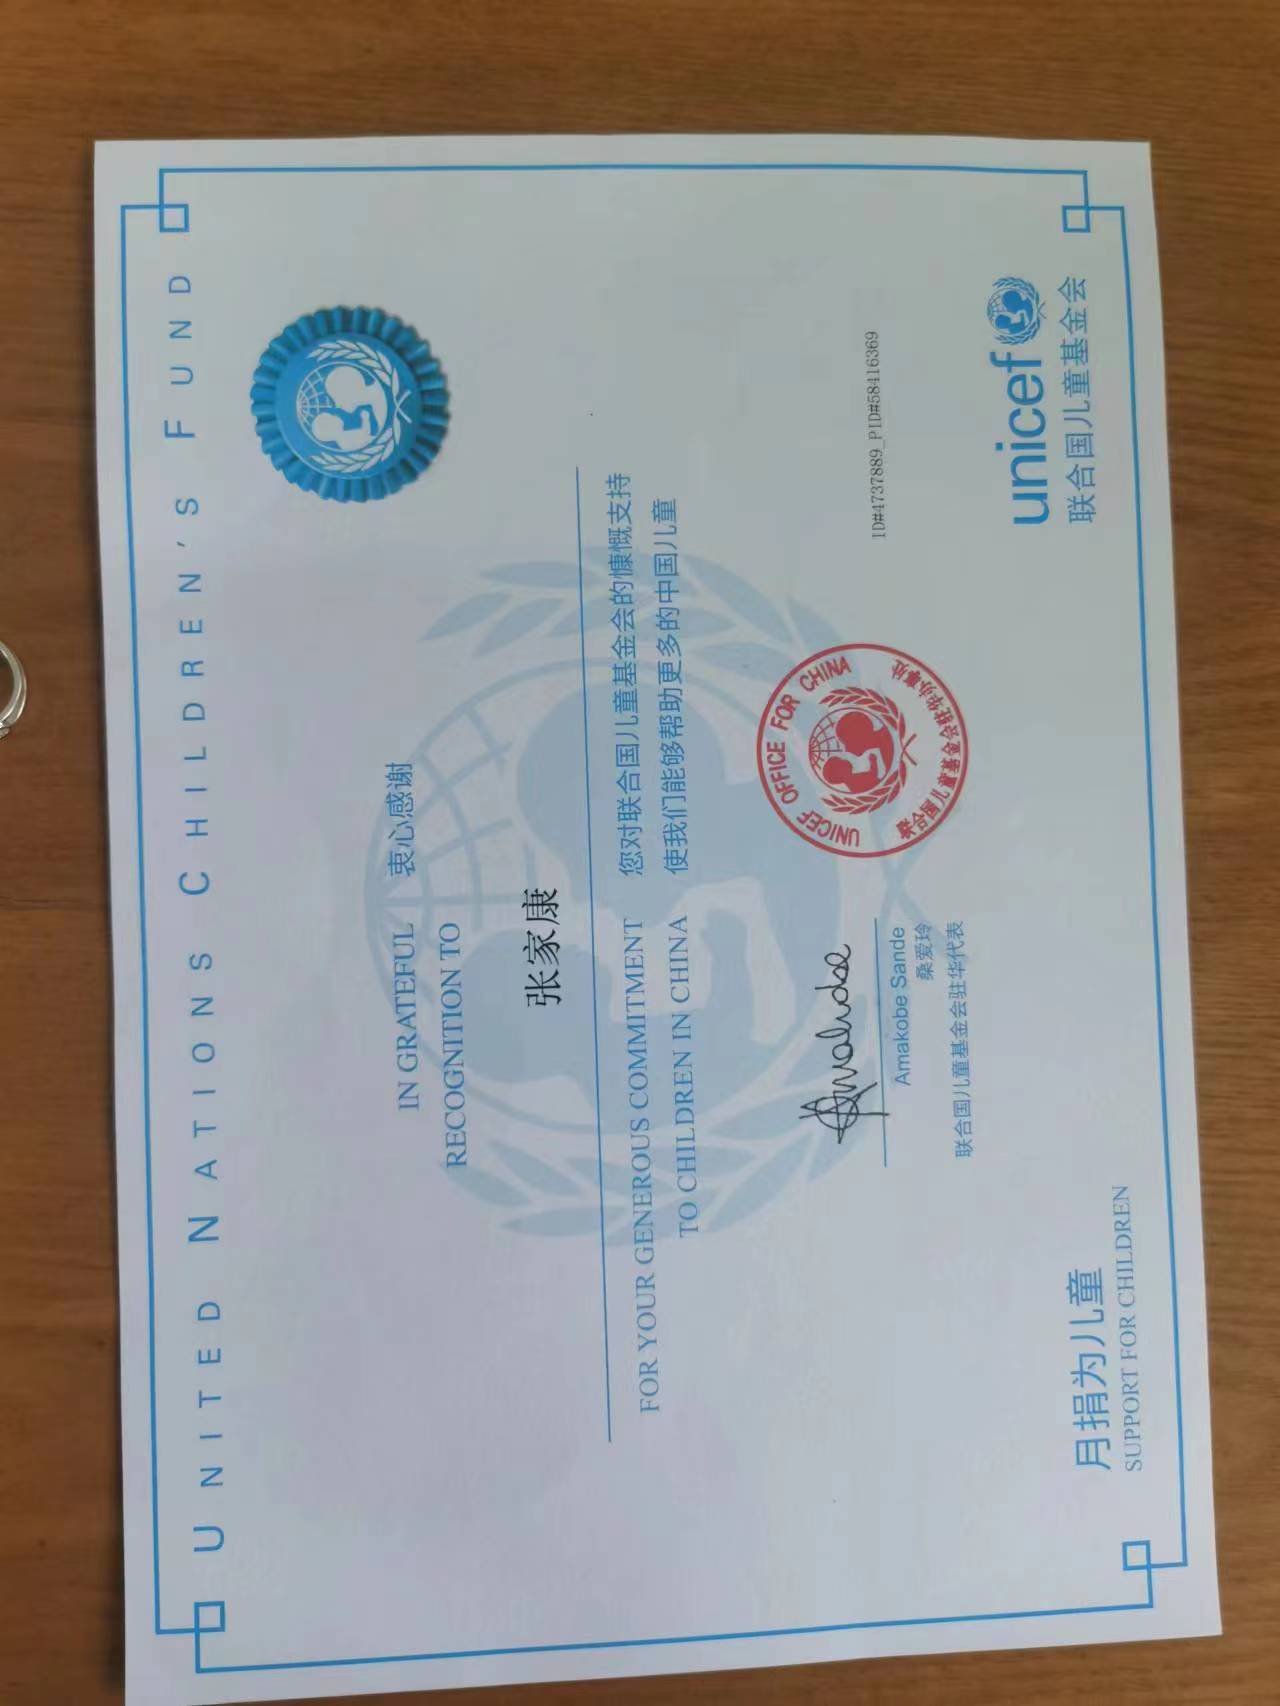 UNITED NATIONS CHILDREN'S FUND
IN GRATEFUL 衷心感谢
RECOGNITION TO
张家康
FOR YOUR GENEROUS COMMITMENT 您对联合国儿童基金会的慷慨支持
TO CHILDREN IN CHINA 使我们能够帮助更多的中国儿童
UNICEF OFFICE FOR CHINA
联合国儿童基金会驻华办事处
Amakobe Sande
桑爱玲
联合国儿童基金会驻华代表
ID#4737889_PID#58416369
月捐为儿童
SUPPORT FOR CHILDREN
unicef
联合国儿童基金会